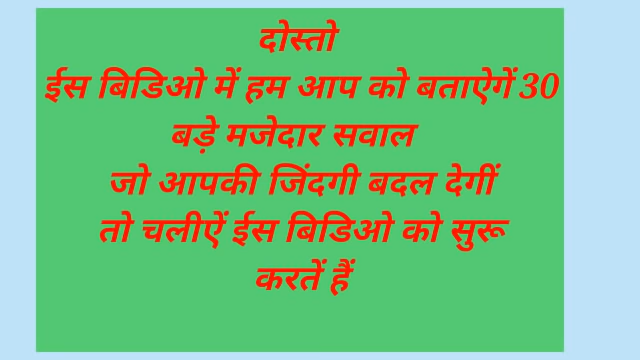 दोस्तो
ईस बिडिओ में हम आप को बताऐगें 30
बड़े मजेदार सवाल
जो आपकी जिंदगी बदल देगीं
तो चलीऐं ईस बिडिओ को सुरू
करतें हैं